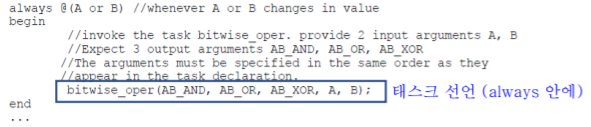 always @(A or B) //whenever A or B changes in value
begin
//invoke the task bitwise_oper. provide 2 input arguments A, B
//Expect 3 output arguments AB_AND, AB_OR, AB_XOR
//The arguments must be specified in the same order as they
//appear in the task declaration.
bitwise_oper(AB_AND, AB_OR, AB_XOR, A, B); 태스크 선언 (always 안에)
end
...